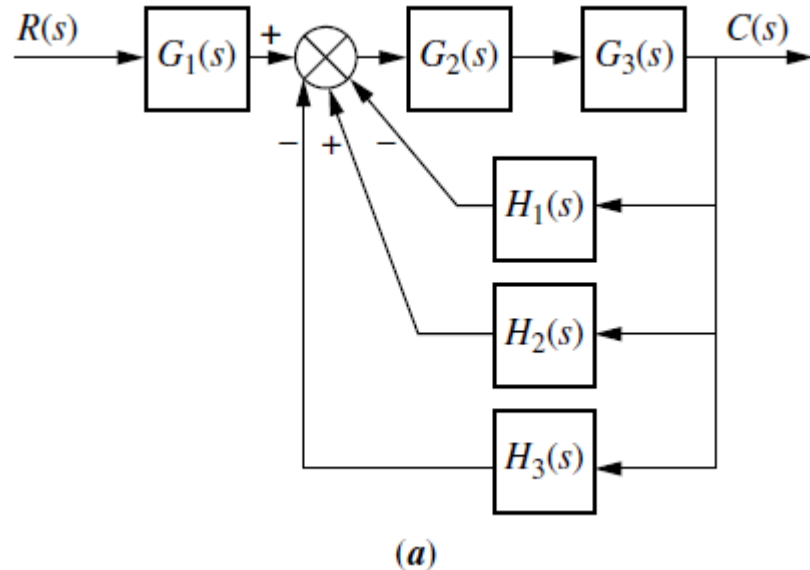 R(s) G₁(s) + G₂(s) G₃(s) C(s)
− + −
H₁(s)
H₂(s)
H₃(s)
(a)